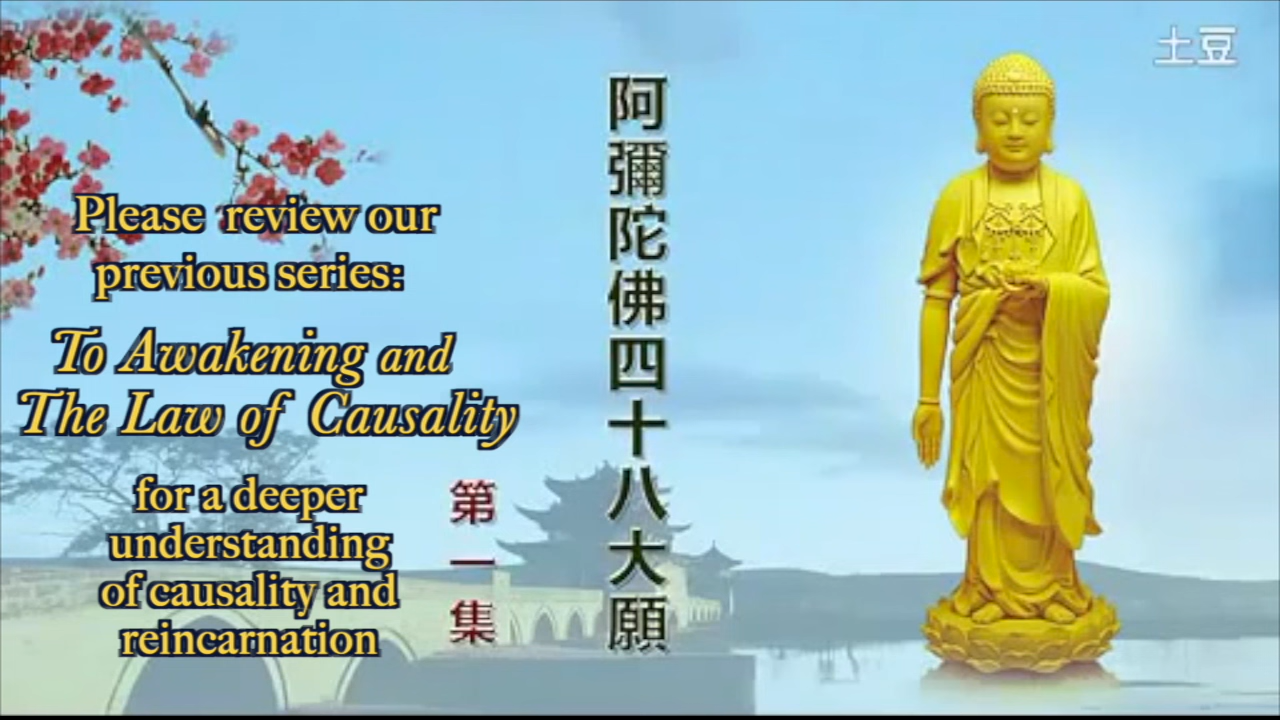 Please review our
previous series:
To Awakening and
The Law of Causality
for a deeper
understanding
of causality and
reincarnation
阿彌陀佛四十八大願
第一集
土豆